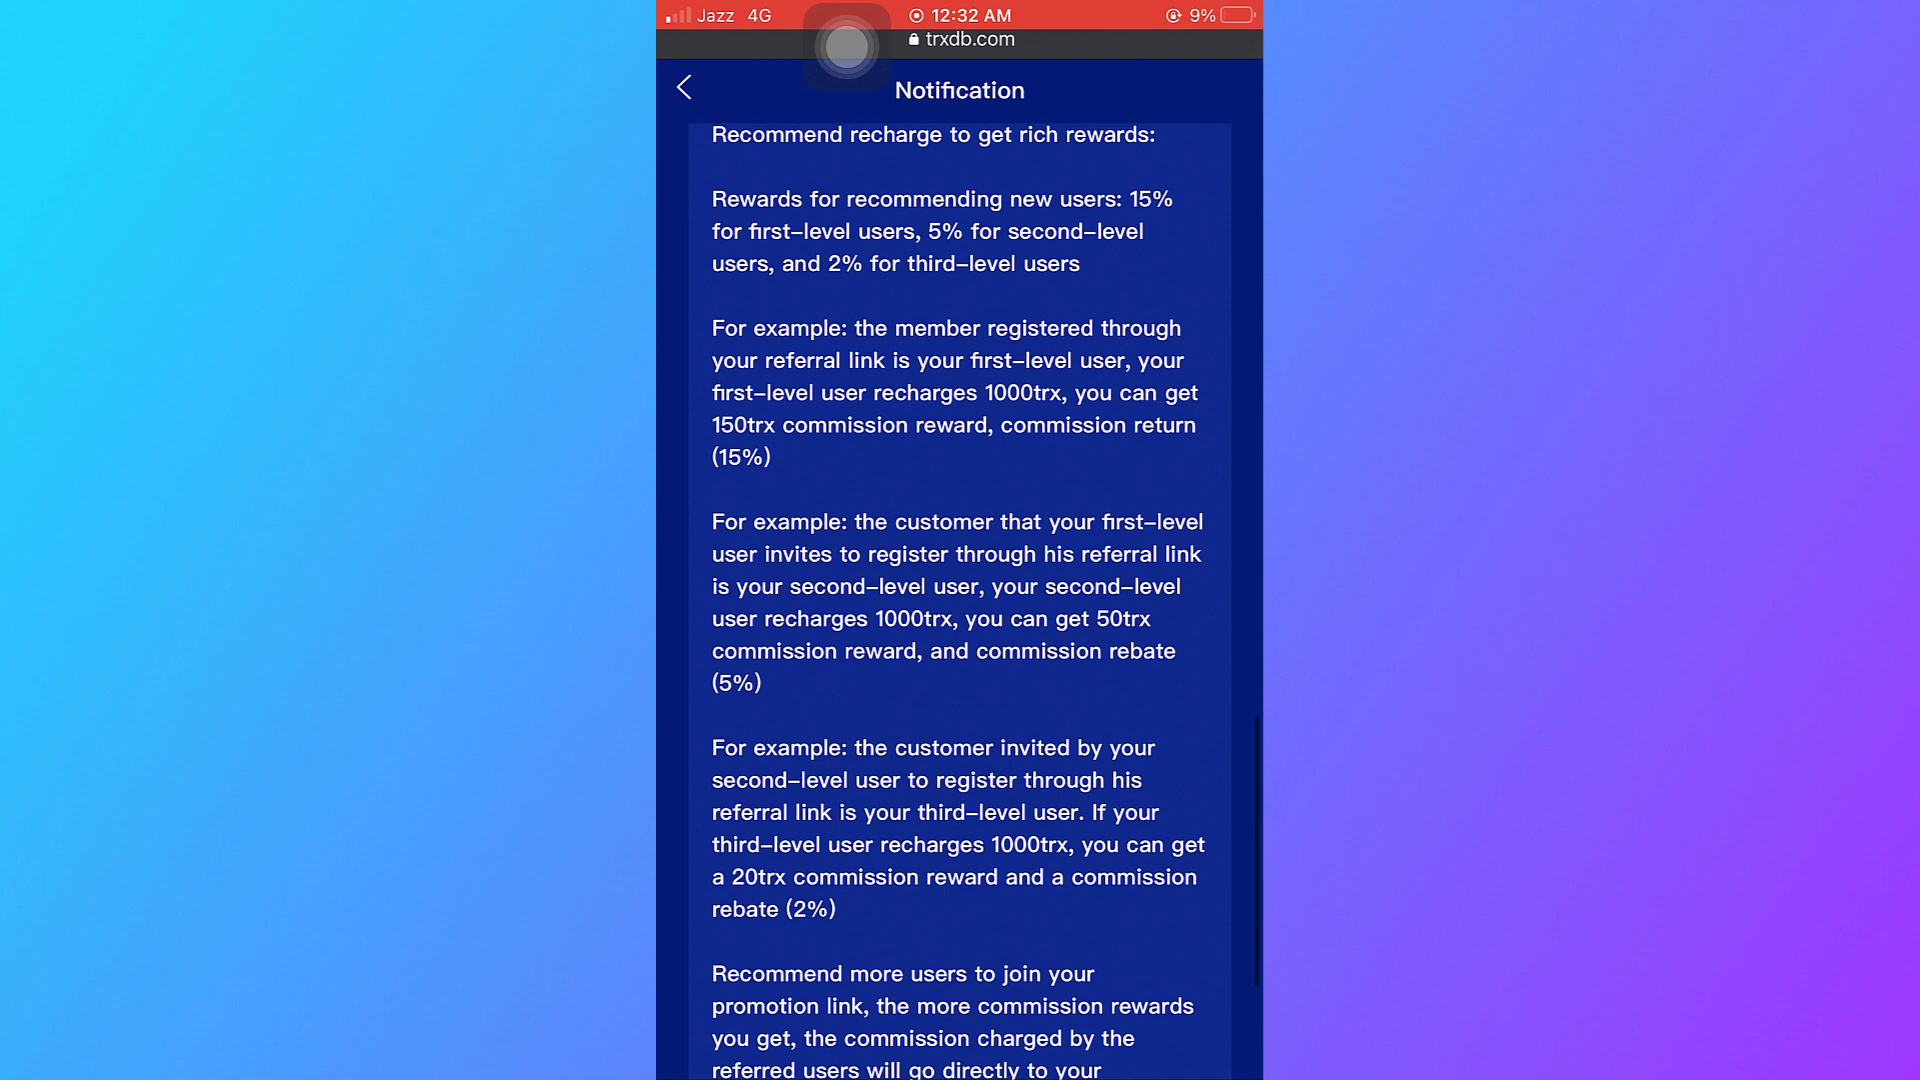 Jazz 4G 12:32 AM 9%
trxdb.com
Notification
Recommend recharge to get rich rewards:
Rewards for recommending new users: 15%
for first-level users, 5% for second-level
users, and 2% for third-level users
For example: the member registered through
your referral link is your first-level user, your
first-level user recharges 1000trx, you can get
150trx commission reward, commission return
(15%)
For example: the customer that your first-level
user invites to register through his referral link
is your second-level user, your second-level
user recharges 1000trx, you can get 50trx
commission reward, and commission rebate
(5%)
For example: the customer invited by your
second-level user to register through his
referral link is your third-level user. If your
third-level user recharges 1000trx, you can get
a 20trx commission reward and a commission
rebate (2%)
Recommend more users to join your
promotion link, the more commission rewards
you get, the commission charged by the
referred users will go directly to your